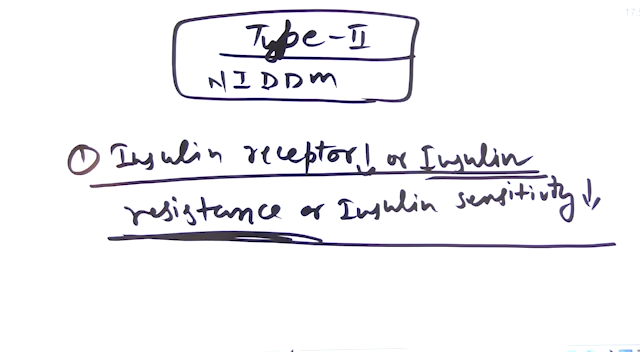 Type-II
NIDDM
① Insulin receptor↓ or Insulin
resistance or Insulin sensitivity↓